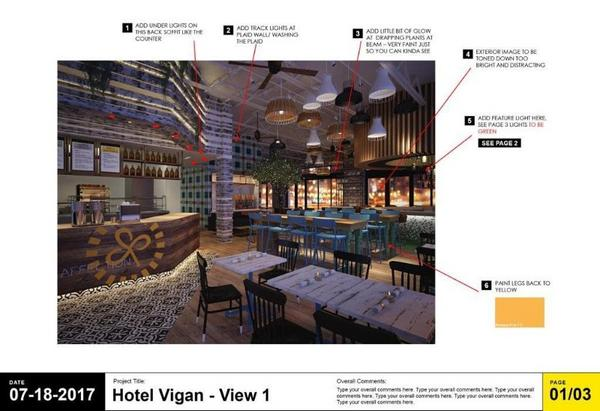 1 ADD UNDER LIGHTS ON
THIS BACK SOFFIT LIKE THE
COUNTER
2 ADD TRACK LIGHTS AT
PLAID WALL/ WASHING
THE PLAID
3 ADD LITTLE BIT OF GLOW
AT DRAPPING PLANTS AT
BEAM – VERY FAINT JUST
SO YOU CAN KINDA SEE
4 EXTERIOR IMAGE TO BE
TONED DOWN TOO
BRIGHT AND DISTRACTING
5 ADD FEATURE LIGHT HERE,
SEE PAGE 3 LIGHTS TO BE
GREEN
SEE PAGE 2
6 PAINT LEGS BACK TO
YELLOW
DATE
07-18-2017
Project Title:
Hotel Vigan - View 1
Overall Comments:
Type your overall comments here. Type your overall comments here. Type your overall
comments here. Type your overall comments here. Type your overall comments here.
Type your overall comments here.
PAGE
01/03